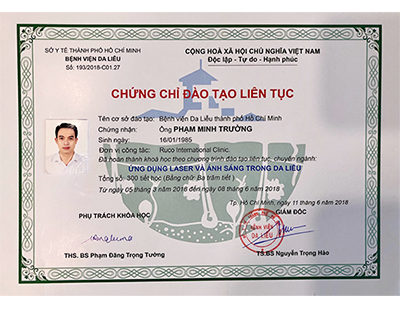 SỞ Y TẾ THÀNH PHỐ HỒ CHÍ MINH
BỆNH VIỆN DA LIỄU
Số: 193/2018-C01.27
CỘNG HOÀ XÃ HỘI CHỦ NGHĨA VIỆT NAM
Độc lập - Tự do - Hạnh phúc
CHỨNG CHỈ ĐÀO TẠO LIÊN TỤC
Tên cơ sở đào tạo: Bệnh viện Da Liễu thành phố Hồ Chí Minh
Chứng nhận: Ông PHẠM MINH TRƯỜNG
Sinh ngày: 16/01/1985
Đơn vị công tác: Ruco International Clinic.
Đã hoàn thành khoá học theo chương trình đào tạo liên tục, chuyên ngành:
ỨNG DỤNG LASER VÀ ÁNH SÁNG TRONG DA LIỄU
Tổng số: 300 tiết học (Bằng chữ: Ba trăm tiết )
Từ ngày 05 tháng 3 năm 2018 đến ngày 08 tháng 6 năm 2018
Tp. Hồ Chí Minh, ngày 11 tháng 6 năm 2018
PHỤ TRÁCH KHÓA HỌC
GIÁM ĐỐC
BỆNH VIỆN
DA LIỄU
THS. BS Phạm Đăng Trọng Tường
TS.BS Nguyễn Trọng Hào